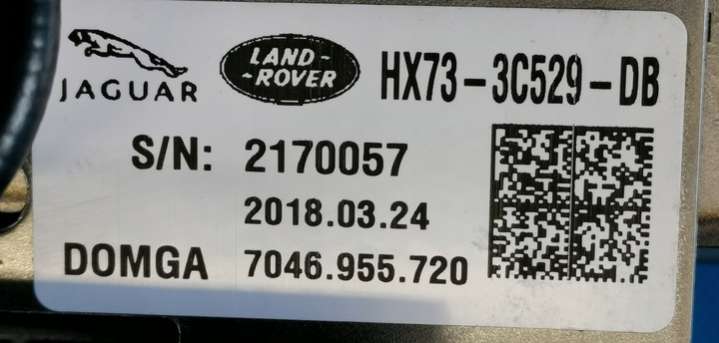 JAGUAR
LAND-
-ROVER
HX73-3C529-DB
S/N: 2170057
2018.03.24
DOMGA 7046.955.720